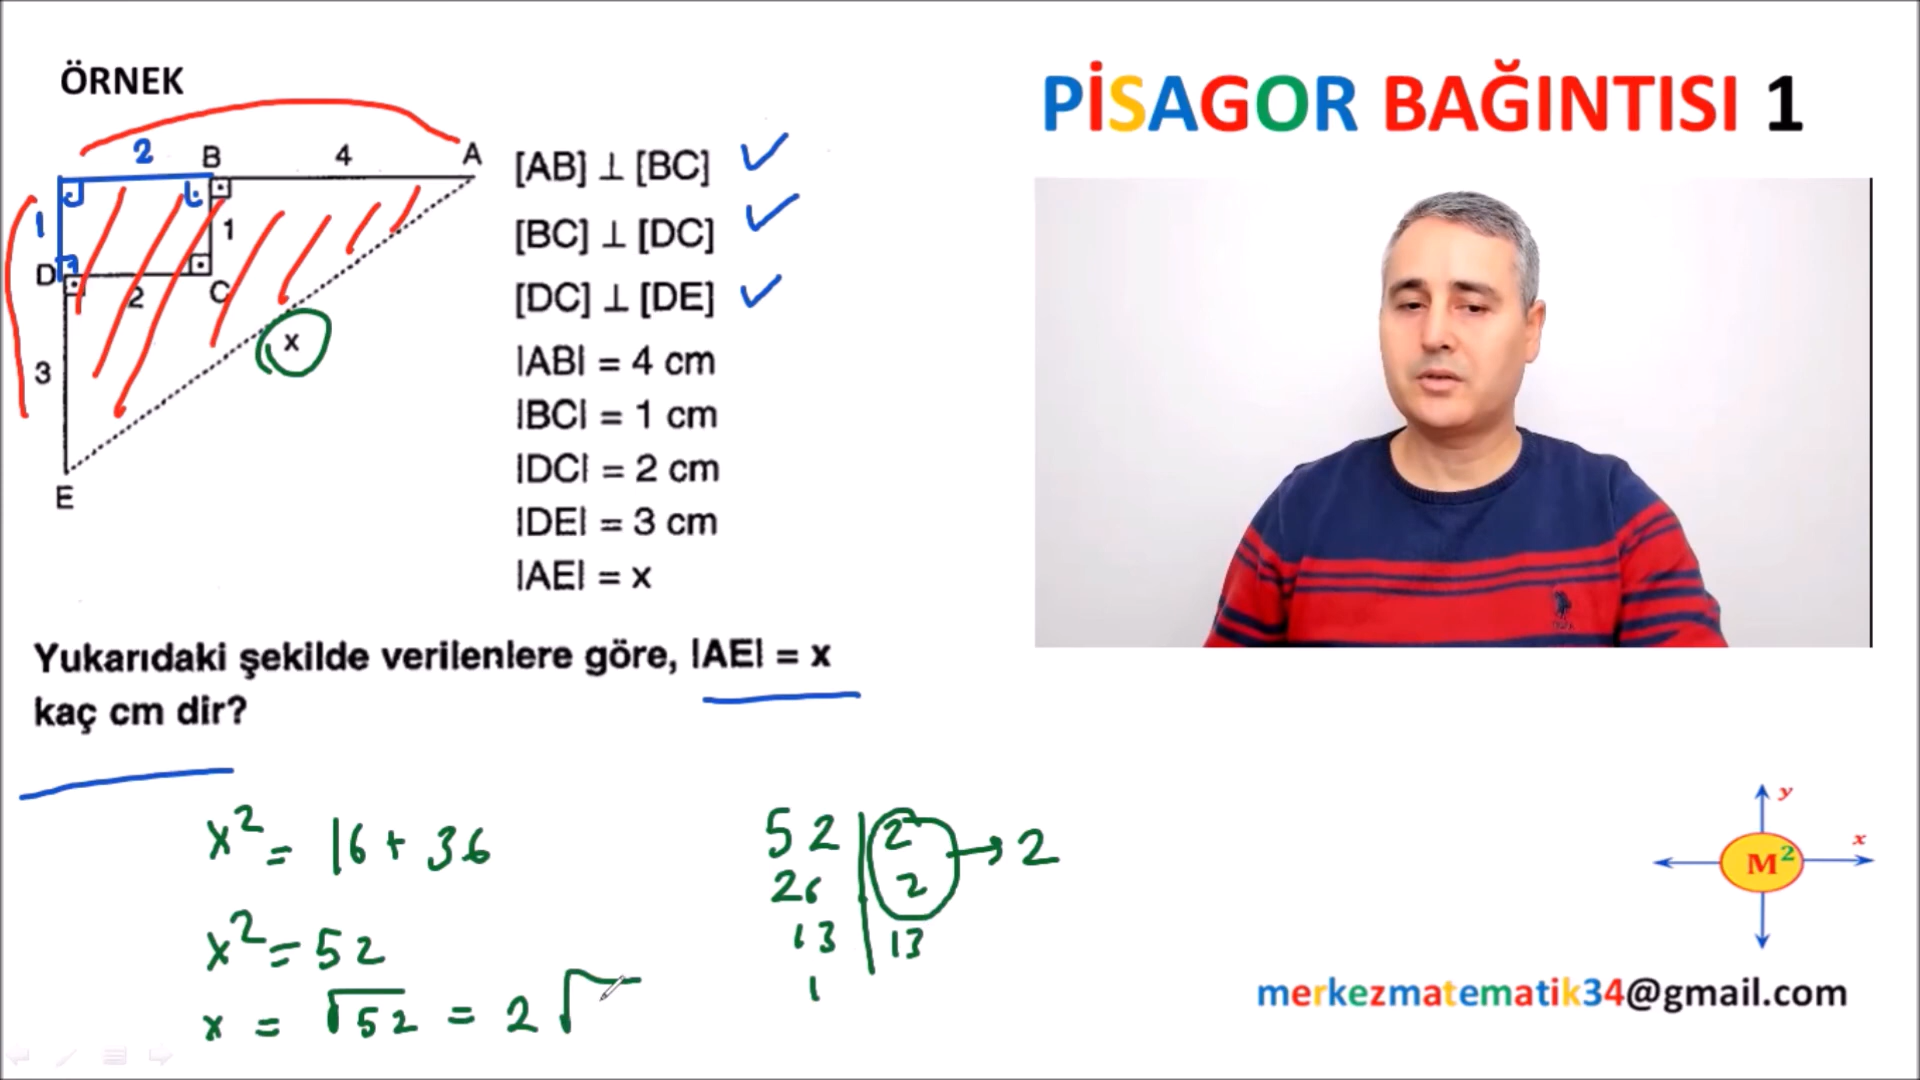 ÖRNEK
PİSAGOR BAĞINTISI 1
2 B 4 A
1 1
D 2 C
x
3
E
[AB] ⊥ [BC] ✓
[BC] ⊥ [DC] ✓
[DC] ⊥ [DE] ✓
|AB| = 4 cm
|BC| = 1 cm
|DC| = 2 cm
|DE| = 3 cm
|AE| = x
Yukarıdaki şekilde verilenlere göre, |AE| = x
kaç cm dir?
x² = 16 + 36
x² = 52
x = √52 = 2√
52 | 2 → 2
26 | 2
13 | 13
1
y
x
M²
merkezmatematik34@gmail.com